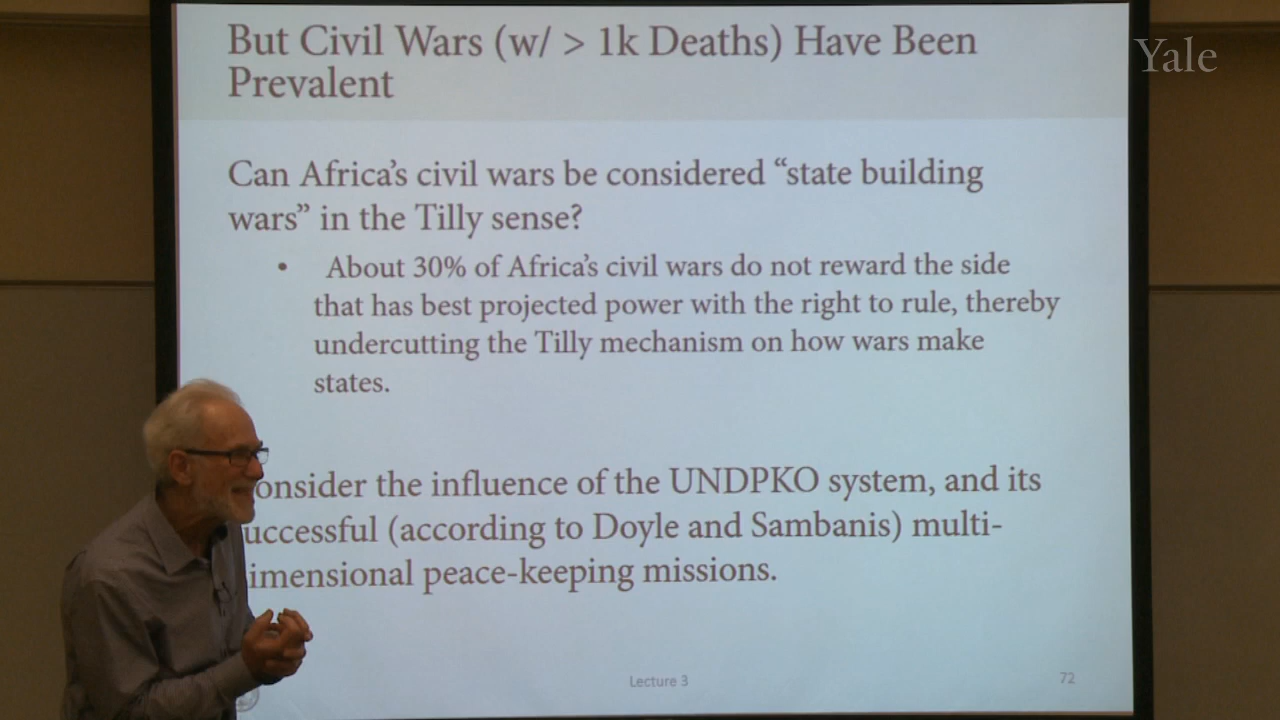 But Civil Wars (w/ > 1k Deaths) Have Been
Prevalent
Yale
Can Africa's civil wars be considered “state building
wars” in the Tilly sense?
• About 30% of Africa's civil wars do not reward the side
that has best projected power with the right to rule, thereby
undercutting the Tilly mechanism on how wars make
states.
onsider the influence of the UNDPKO system, and its
uccessful (according to Doyle and Sambanis) multi-
imensional peace-keeping missions.
Lecture 3
72